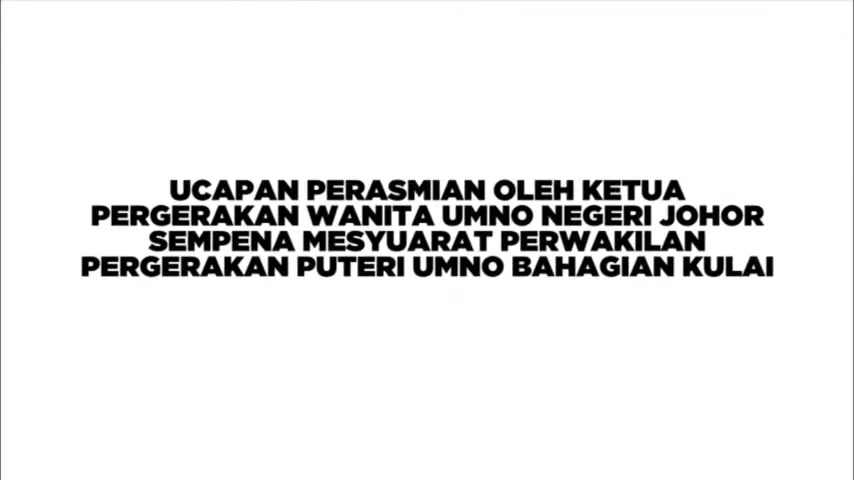 UCAPAN PERASMIAN OLEH KETUA
PERGERAKAN WANITA UMNO NEGERI JOHOR
SEMPENA MESYUARAT PERWAKILAN
PERGERAKAN PUTERI UMNO BAHAGIAN KULAI